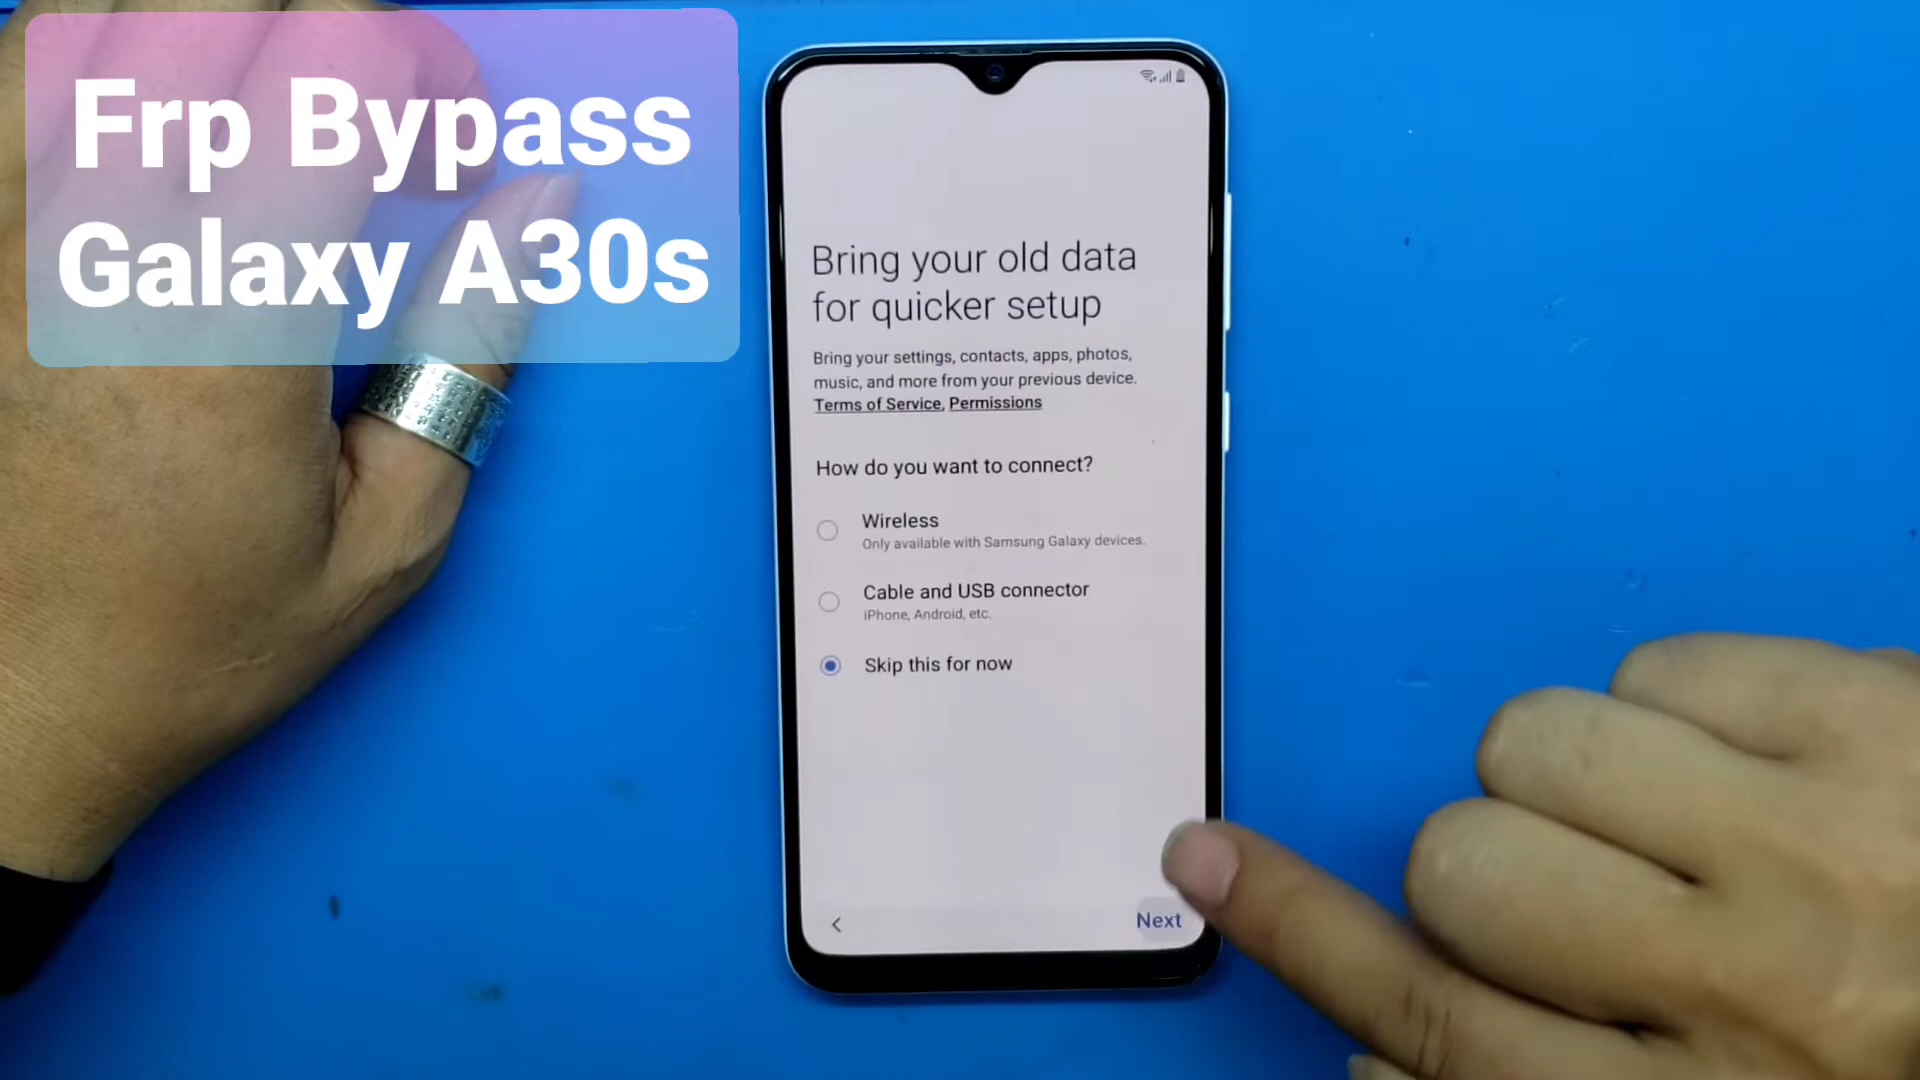 Frp Bypass
Galaxy A30s
Bring your old data
for quicker setup
Bring your settings, contacts, apps, photos,
music, and more from your previous device.
Terms of Service, Permissions
How do you want to connect?
Wireless
Only available with Samsung Galaxy devices.
Cable and USB connector
iPhone, Android, etc.
Skip this for now
Next